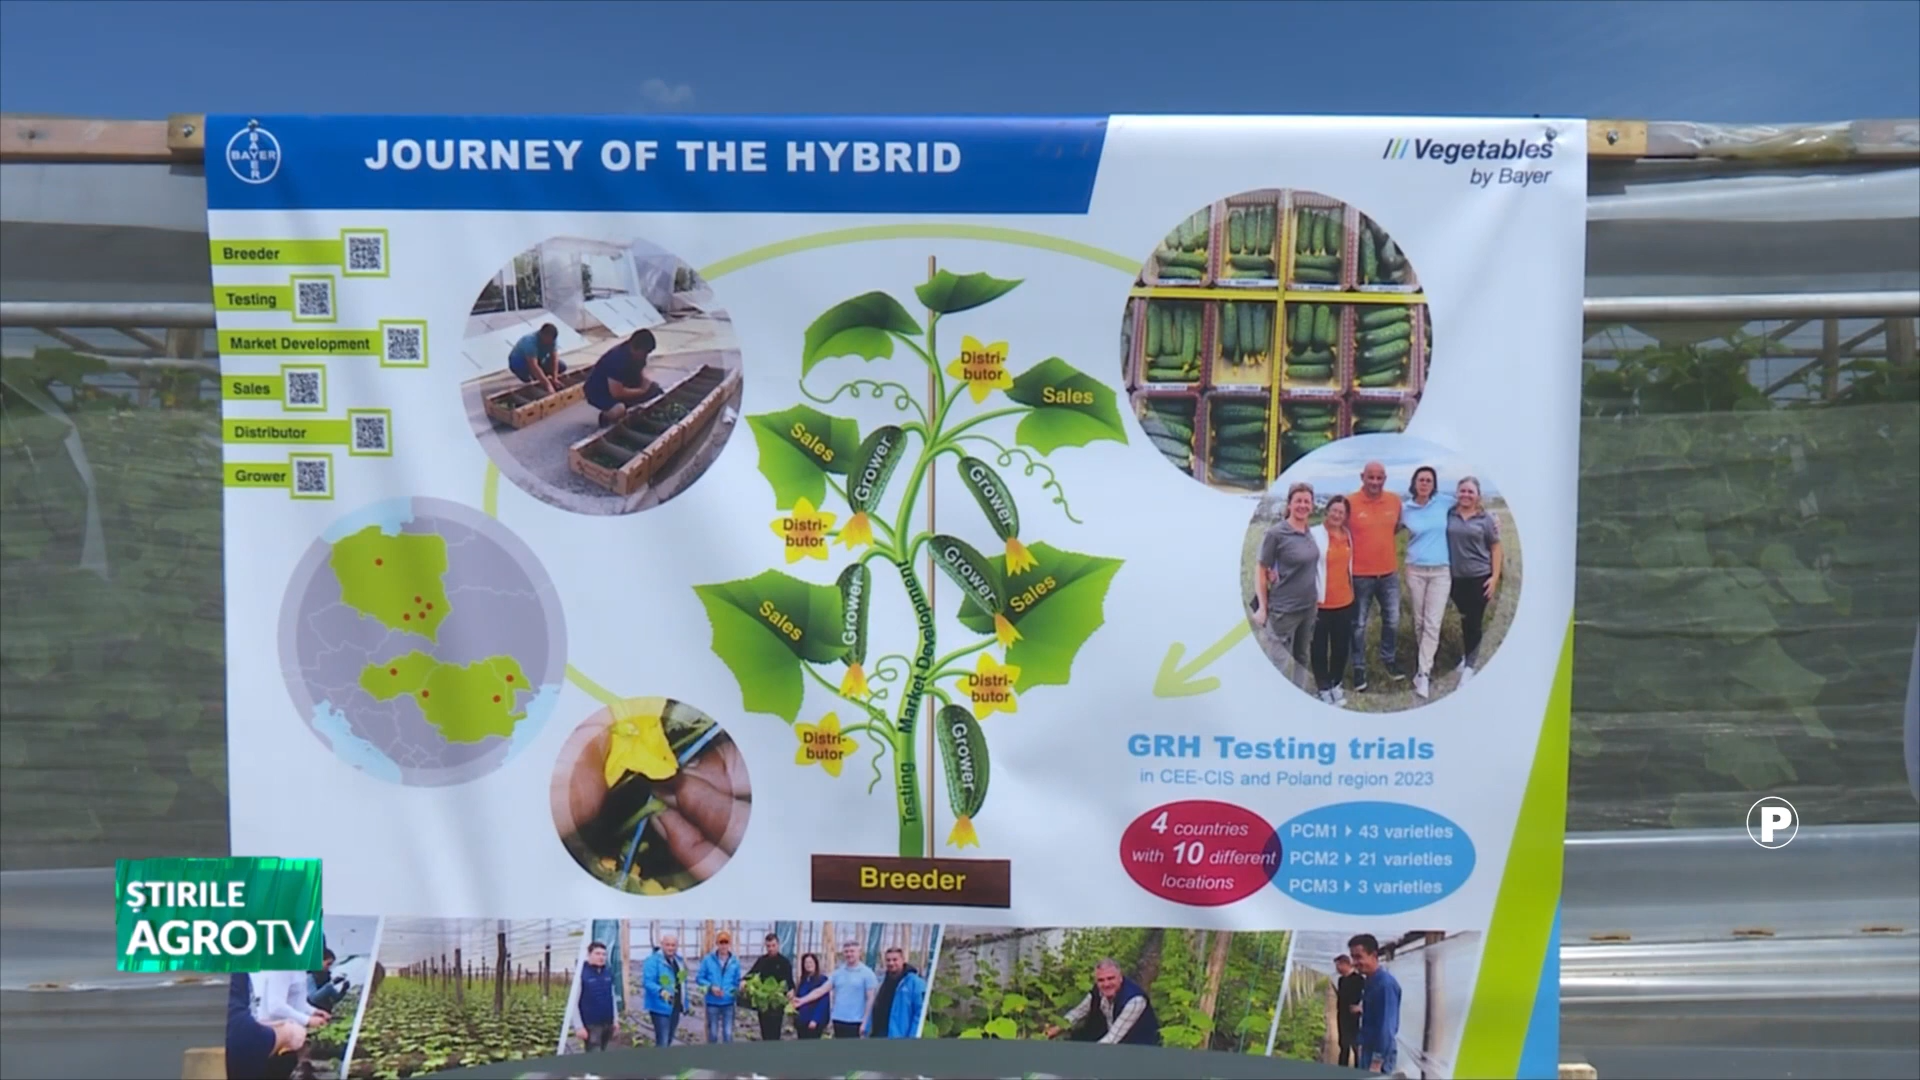 BAYER
BAYER
JOURNEY OF THE HYBRID
Vegetables
by Bayer
Breeder
Testing
Market Development
Sales
Distributor
Grower
Distri-
butor
Sales
Sales
Grower
Grower
Distri-
butor
Grower
Grower
Sales
Sales
Market Development
Distri-
butor
Distri-
butor
Grower
Testing
Breeder
GRH Testing trials
in CEE-CIS and Poland region 2023
4 countries
with 10 different
locations
PCM1 43 varieties
PCM2 21 varieties
PCM3 3 varieties
P
ȘTIRILE
AGROTV